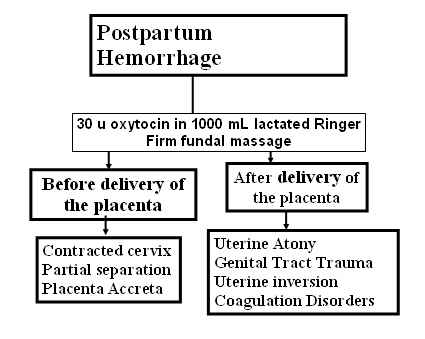 Postpartum
Hemorrhage
30 u oxytocin in 1000 mL lactated Ringer
Firm fundal massage
Before delivery of
the placenta
After delivery of
the placenta
Contracted cervix
Partial separation
Placenta Accreta
Uterine Atony
Genital Tract Trauma
Uterine inversion
Coagulation Disorders